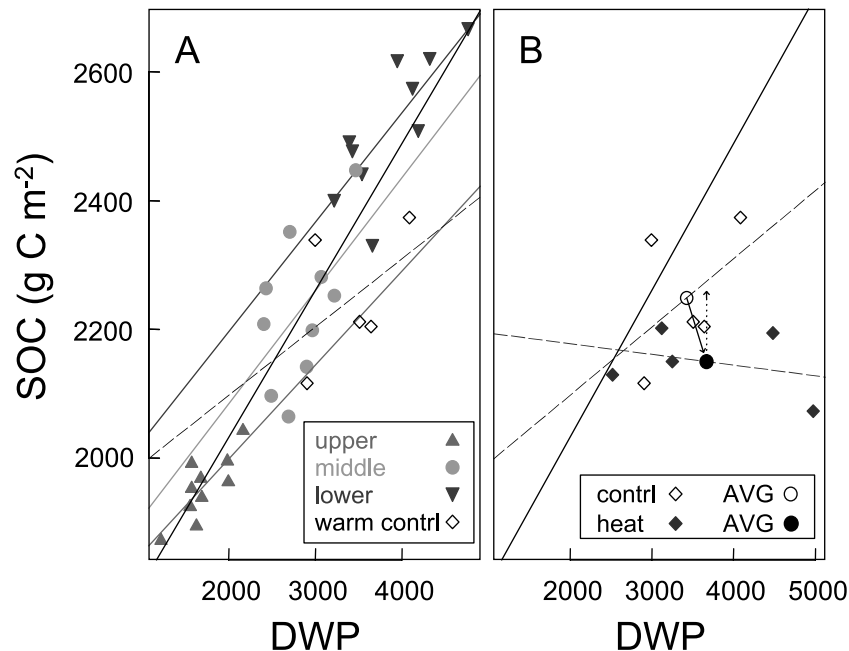 A
B
SOC (g C m-2)
2600
2400
2200
2000
upper
middle
lower
warm contrl
contrl AVG
heat AVG
2000 3000 4000
2000 3000 4000 5000
DWP
DWP